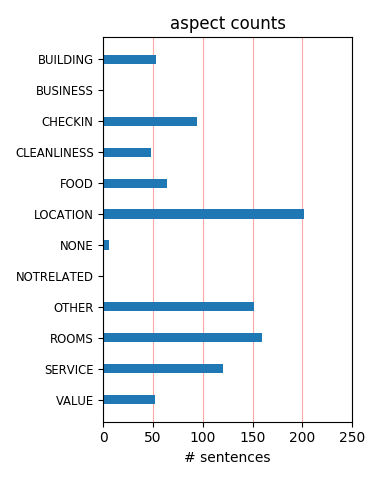 aspect counts
BUILDING
BUSINESS
CHECKIN
CLEANLINESS
FOOD
LOCATION
NONE
NOTRELATED
OTHER
ROOMS
SERVICE
VALUE
0 50 100 150 200 250
# sentences